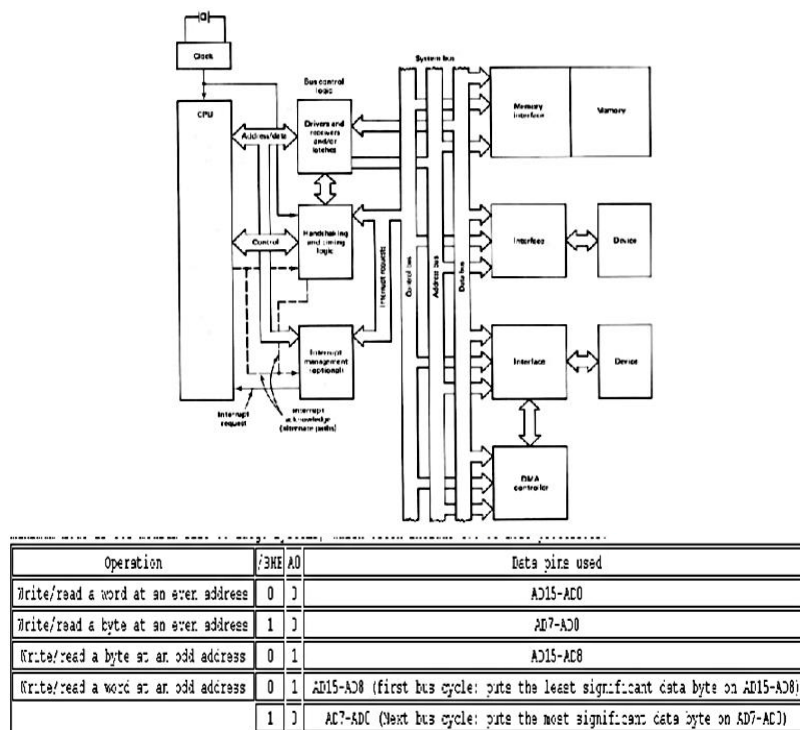 Clock
System bus
Bus control
logic
CPU
Drivers and
receivers
and/or
latches
Address/data
Memory
interface
Memory
Handshaking
and timing
logic
Control
Interrupt requests
Control bus
Address bus
Data bus
Interface
Device
Interrupt
management
(optional)
Interface
Device
Interrupt
request
Interrupt
acknowledge
(alternate paths)
DMA
controller
Operation /BHE A0 Data pins used
Write/read a word at an even address 0 0 AD15-AD0
Write/read a byte at an even address 1 0 AD7-AD0
Write/read a byte at an odd address 0 1 AD15-AD8
Write/read a word at an odd address 0 1 AD15-AD8 (first bus cycle: puts the least significant data byte on AD15-AD8)
1 0 AD7-AD0 (Next bus cycle: puts the most significant data byte on AD7-AD0)